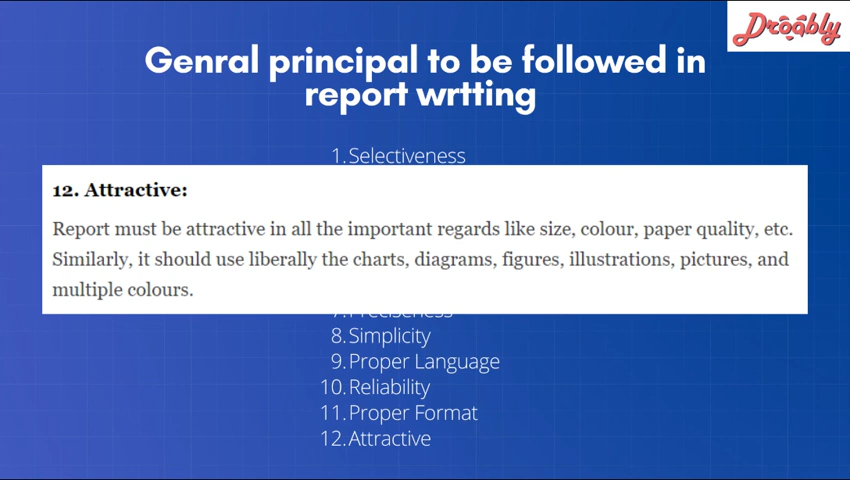 Droobly
Genral principal to be followed in
report wrtting
1. Selectiveness
12. Attractive:
Report must be attractive in all the important regards like size, colour, paper quality, etc.
Similarly, it should use liberally the charts, diagrams, figures, illustrations, pictures, and
multiple colours.
7. Preciseness
8. Simplicity
9. Proper Language
10. Reliability
11. Proper Format
12. Attractive